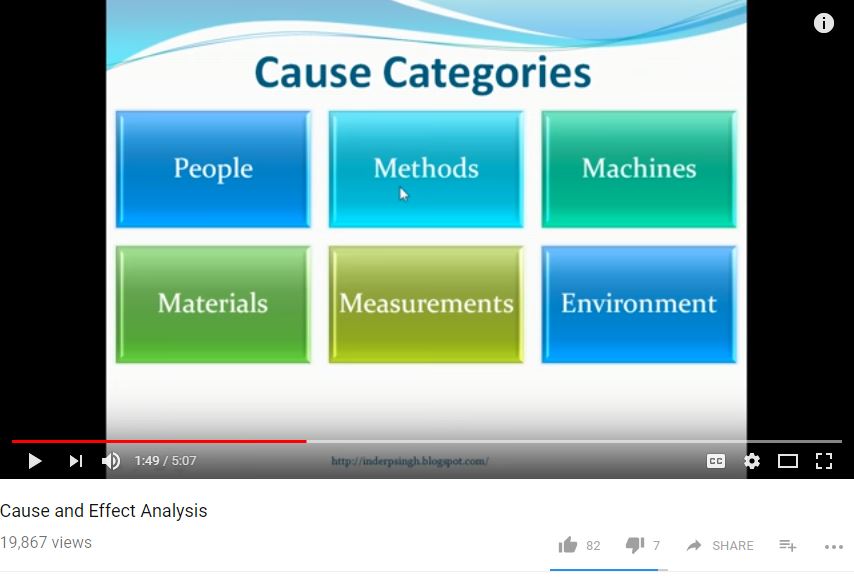 Cause Categories
People Methods Machines
Materials Measurements Environment
1:49 / 5:07 http://inderpsingh.blogspot.com/ CC
Cause and Effect Analysis
19,867 views
82 7 SHARE